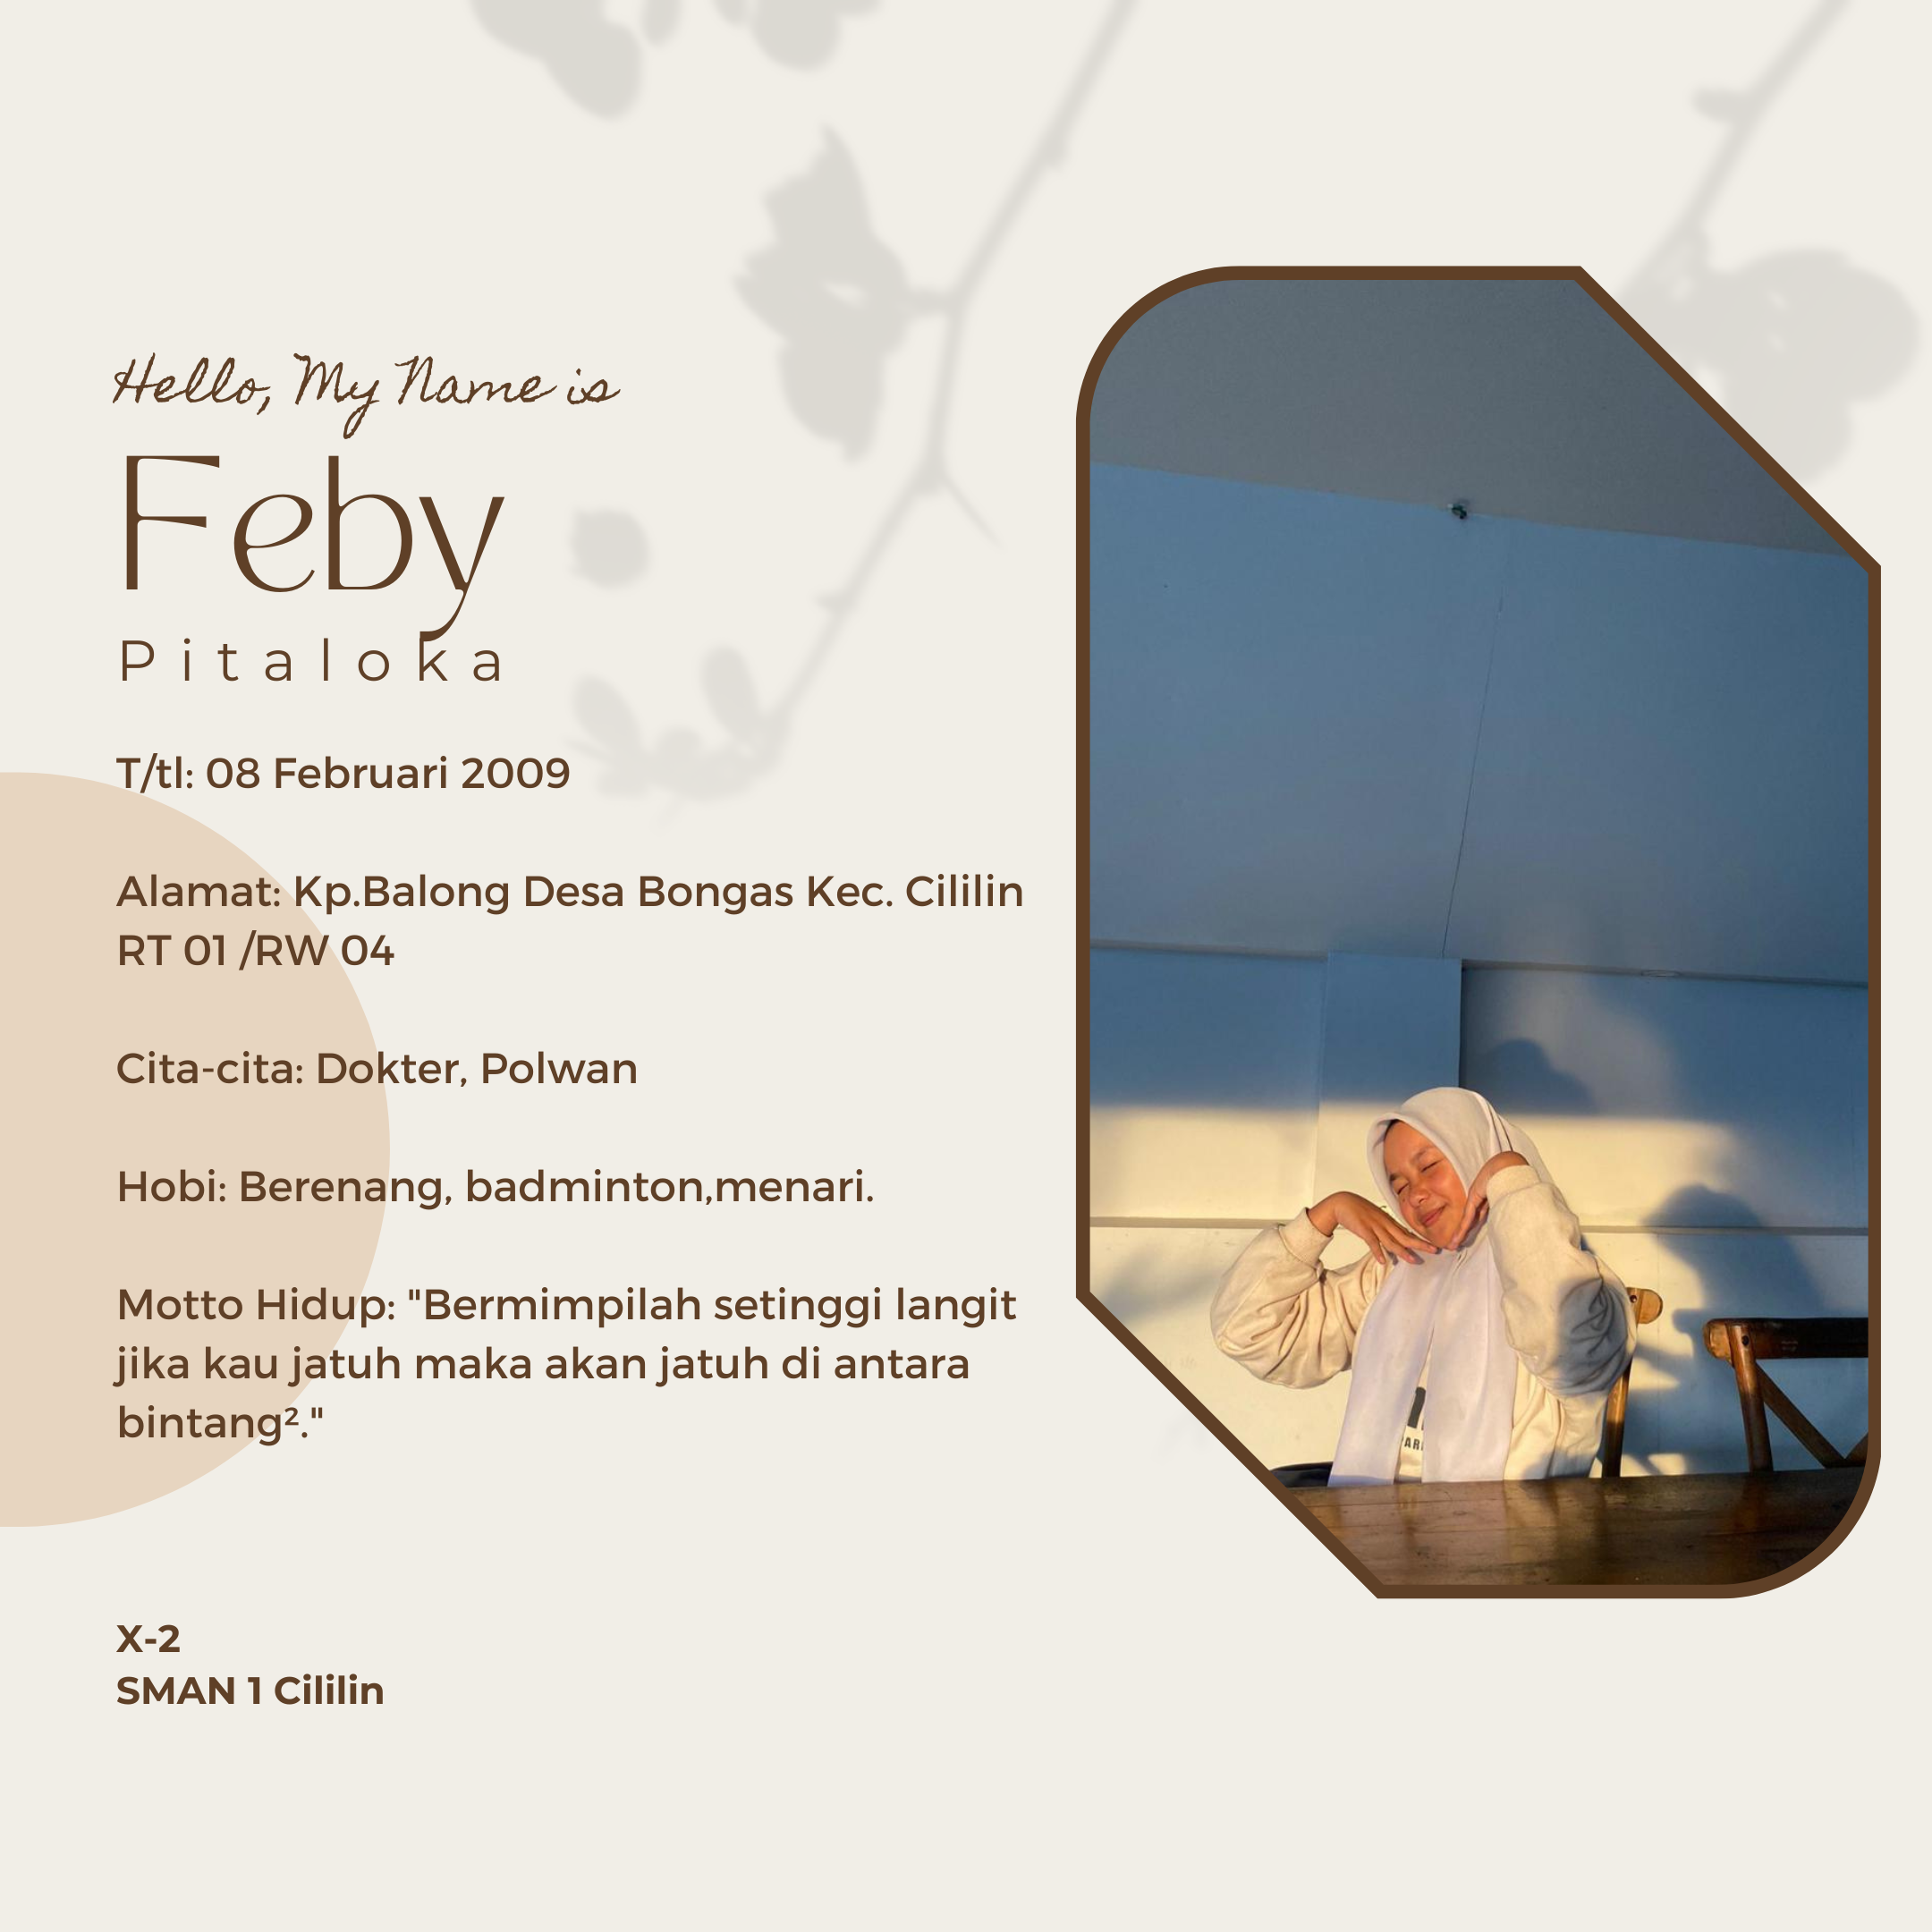 Hello, My Name is
Feby
Pitaloka
T/tl: 08 Februari 2009
Alamat: Kp.Balong Desa Bongas Kec. Cililin
RT 01 /RW 04
Cita-cita: Dokter, Polwan
Hobi: Berenang, badminton,menari.
Motto Hidup: "Bermimpilah setinggi langit
jika kau jatuh maka akan jatuh di antara
bintang²."
X-2
SMAN 1 Cililin